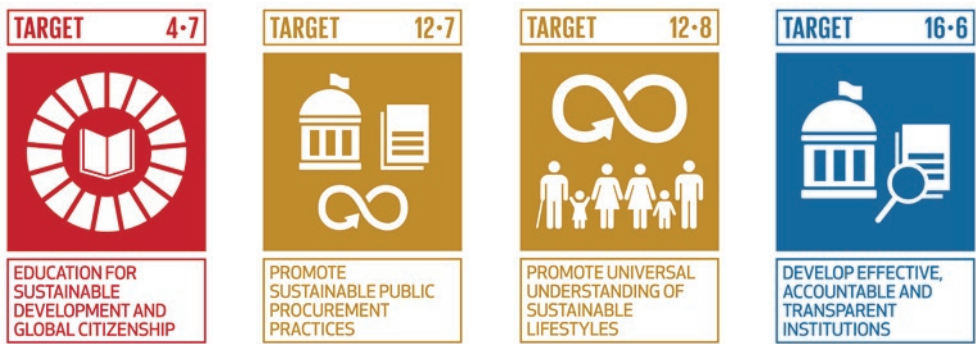 TARGET 4·7
EDUCATION FOR
SUSTAINABLE
DEVELOPMENT AND
GLOBAL CITIZENSHIP
TARGET 12·7
PROMOTE
SUSTAINABLE PUBLIC
PROCUREMENT
PRACTICES
TARGET 12·8
PROMOTE UNIVERSAL
UNDERSTANDING OF
SUSTAINABLE
LIFESTYLES
TARGET 16·6
DEVELOP EFFECTIVE,
ACCOUNTABLE AND
TRANSPARENT
INSTITUTIONS